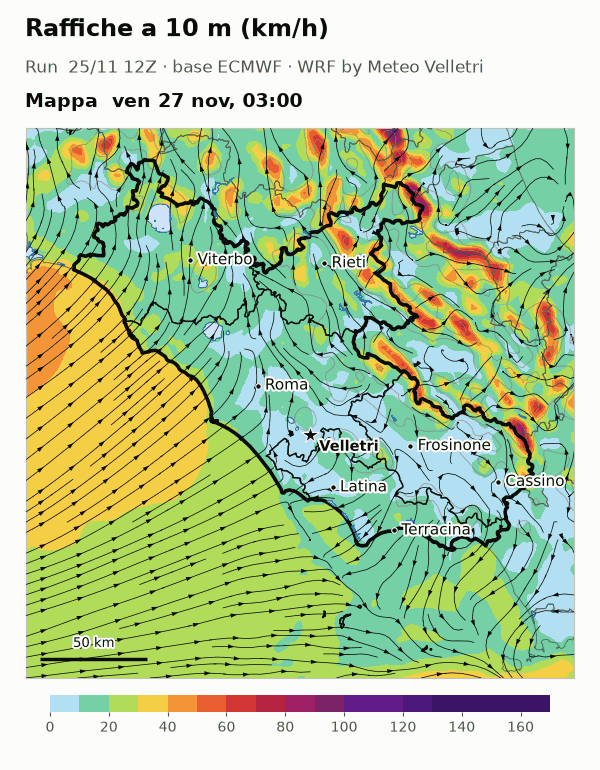 Raffiche a 10 m (km/h)
Run  25/11 12Z · base ECMWF · WRF by Meteo Velletri
Mappa  ven 27 nov, 03:00
Viterbo
Rieti
Roma
Velletri
Frosinone
Latina
Cassino
Terracina
50 km
0 20 40 60 80 100 120 140 160